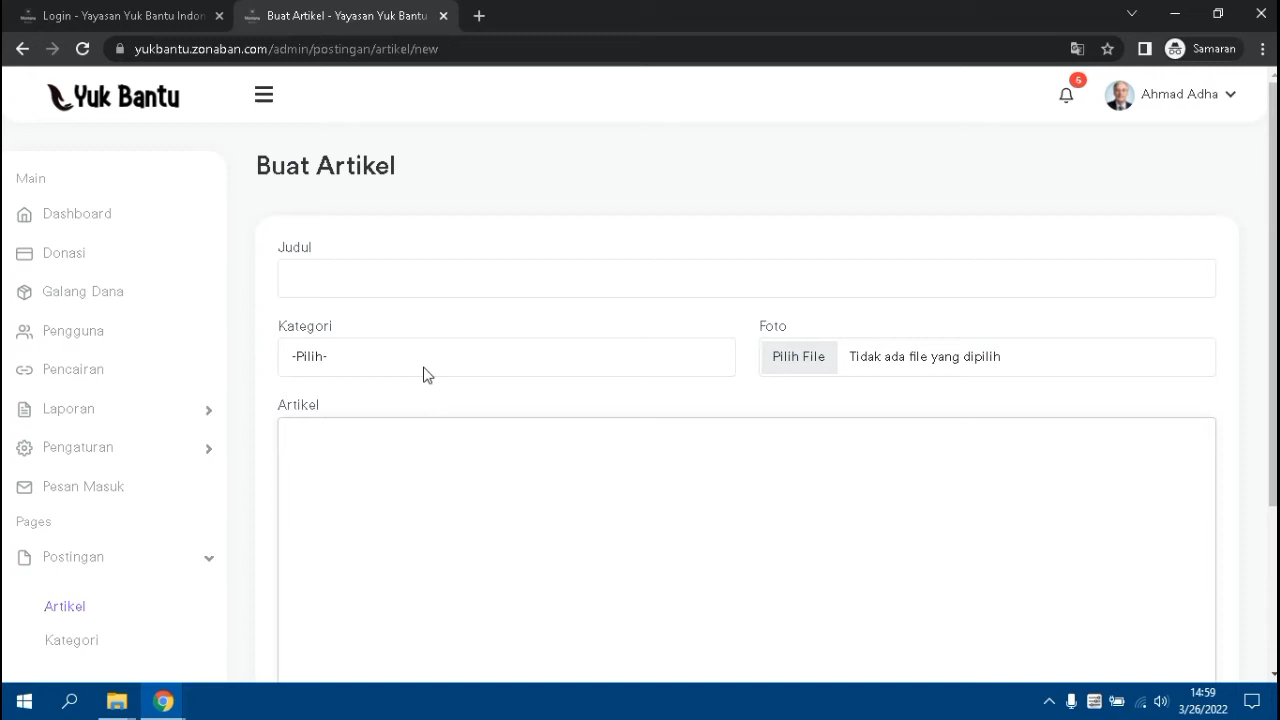 Login - Yayasan Yuk Bantu Indon
Buat Artikel - Yayasan Yuk Bantu
yukbantu.zonaban.com/admin/postingan/artikel/new
Samaran
Yuk Bantu
6
Ahmad Adha
Buat Artikel
Main
Dashboard
Donasi
Galang Dana
Pengguna
Pencairan
Laporan
Pengaturan
Pesan Masuk
Pages
Postingan
Artikel
Kategori
Judul
Kategori
Foto
-Pilih-
Pilih File
Tidak ada file yang dipilih
Artikel
14:59
3/26/2022